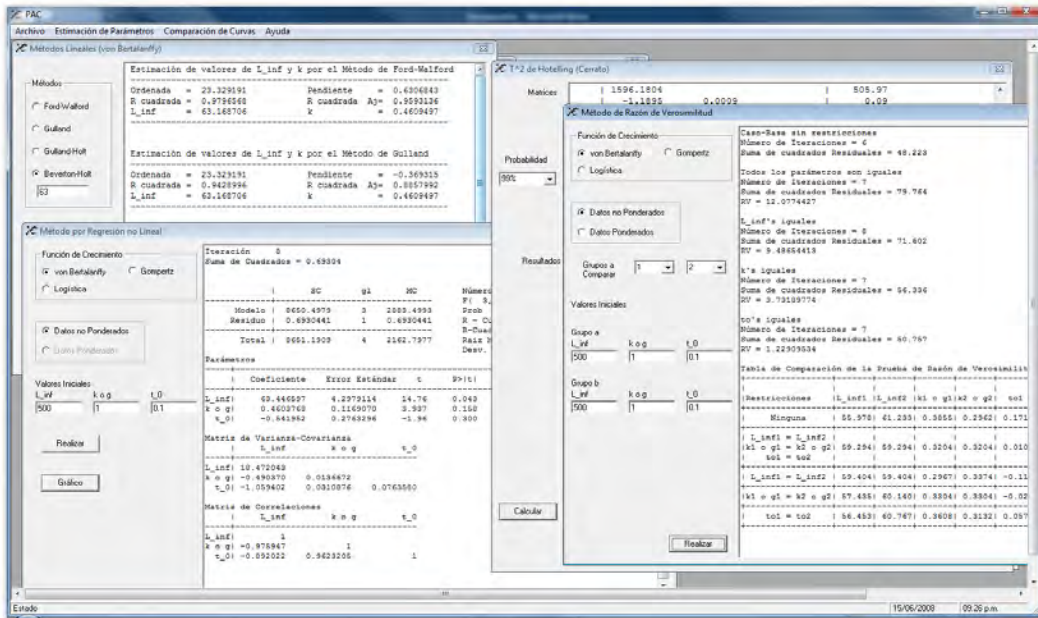 PAC
Archivo Estimación de Parámetros Comparación de Curvas Ayuda
Métodos Lineales (von Bertalanffy)
Métodos
Ford-Walford
Gulland
Gulland-Holt
Beverton-Holt
63
Estimación de valores de L_inf y k por el Método de Ford-Walford
Ordenada = 23.329191 Pendiente = 0.6306843
R cuadrada = 0.9796568 R cuadrada Aj= 0.9593136
L_inf = 63.168706 k = 0.4609497
Estimación de valores de L_inf y k por el Método de Gulland
Ordenada = 23.329191 Pendiente = -0.369315
R cuadrada = 0.9428996 R cuadrada Aj= 0.8857992
L_inf = 63.168706 k = 0.4609497
Método por Regresión no Lineal
Función de Crecimiento
von Bertalanffy Gompertz
Logística
Datos no Ponderados
Datos Ponderados
Valores Iniciales
L_inf k o g t_0
500 1 0.1
Realizar
Gráfico
Iteración 8
Suma de Cuadrados = 0.69304
| SC gl MC
Modelo | 8650.4979 3 2883.4993
Residuo | 0.6930441 1 0.6930441
Total | 8651.1909 4 2162.7977
Número
F( 3,
Prob
R - Cu
R-Cuad
Raiz M
Desv.
Parámetros
| Coeficiente Error Estándar t P>|t|
L_inf| 63.446597 4.2979114 14.76 0.043
k o g| 0.4603768 0.1169070 3.937 0.158
t_0| -0.541952 0.2763296 -1.96 0.300
Matriz de Varianza-Covarianza
| L_inf k o g t_0
L_inf| 18.472043
k o g| -0.490370 0.0136672
t_0| -1.059402 0.0310876 0.0763580
Matriz de Correlaciones
| L_inf k o g t_0
L_inf| 1
k o g| -0.975947 1
t_0| -0.892022 0.9623205 1
T^2 de Hotelling (Cerrato)
Matrices
| 1596.1804 | 505.97
| -1.1895 0.0009 | 0.09
Probabilidad
99%
Resultados
Calcular
Método de Razón de Verosimilitud
Función de Crecimiento
von Bertalanffy Gompertz
Logística
Datos no Ponderados
Datos Ponderados
Grupos a Comparar 1 2
Valores Iniciales
Grupo a
L_inf k o g t_0
500 1 0.1
Grupo b
L_inf k o g t_0
500 1 0.1
Realizar
Caso-Base sin restricciones
Número de Iteraciones = 6
Suma de cuadrados Residuales = 48.223
Todos los parámetros son iguales
Número de Iteraciones = 7
Suma de cuadrados Residuales = 79.764
RV = 12.0774427
L_inf's iguales
Número de Iteraciones = 8
Suma de cuadrados Residuales = 71.602
RV = 9.48654413
k's iguales
Número de Iteraciones = 7
Suma de cuadrados Residuales = 56.336
RV = 3.73189774
to's iguales
Número de Iteraciones = 7
Suma de cuadrados Residuales = 50.757
RV = 1.22909534
Tabla de Comparación de la Prueba de Razón de Verosimilit
|Restricciones |L_inf1 |L_inf2 |k1 o g1|k2 o g2| to1
| Ninguna | 55.978| 61.233| 0.3855| 0.2962| 0.171
| L_inf1 = L_inf2 |
|k1 o g1 = k2 o g2| 59.294| 59.294| 0.3204| 0.3204| 0.010
| to1 = to2 |
| L_inf1 = L_inf2 | 59.404| 59.404| 0.2967| 0.3374| -0.11
|k1 o g1 = k2 o g2| 57.435| 60.140| 0.3304| 0.3304| -0.02
| to1 = to2 | 56.453| 60.767| 0.3608| 0.3132| 0.057
Estado 15/06/2008 09:26 p.m.